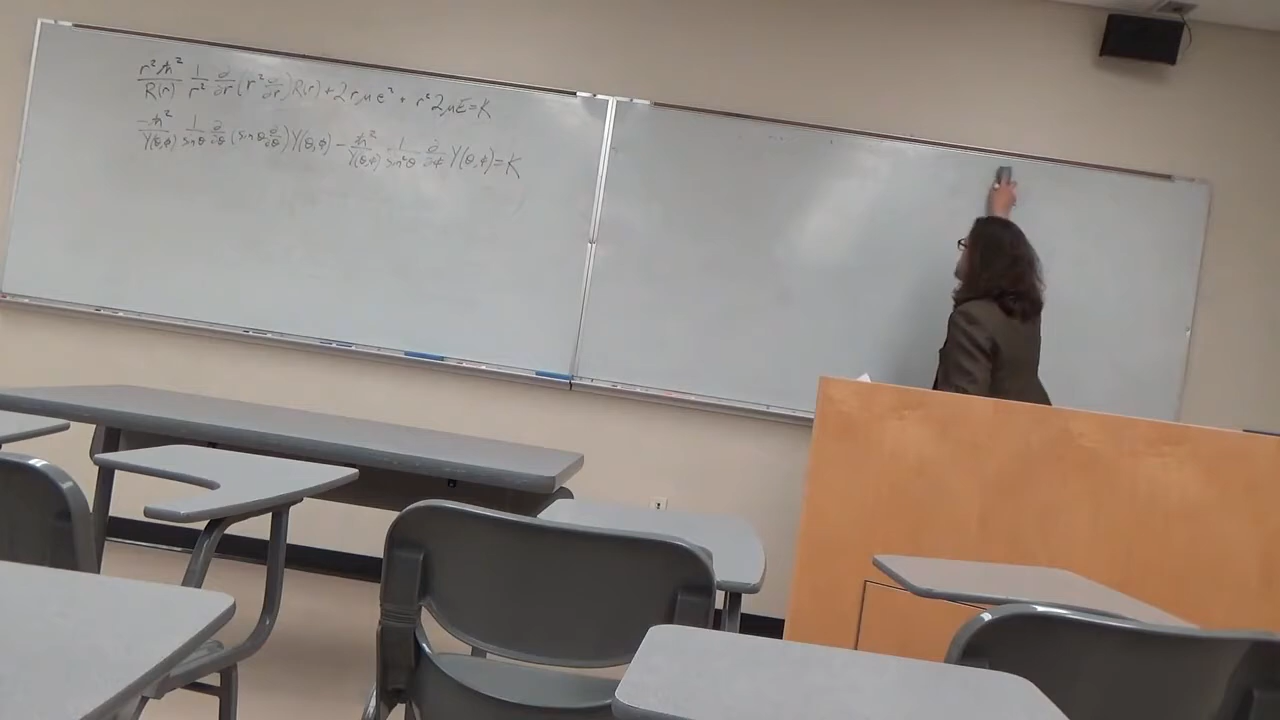 r²ħ²/R(r) 1/r² ∂/∂r (r² ∂/∂r) R(r) + 2rμe² + r²2μE = K
-ħ²/Y(θ,φ) 1/sinθ ∂/∂θ (sinθ ∂/∂θ) Y(θ,φ) - ħ²/Y(θ,φ) 1/sin²θ ∂/∂φ Y(θ,φ) = K